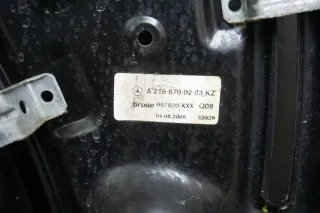 A 216 670 02 03 KZ
brose 997920-XXX Q08
04.08.2006 53526